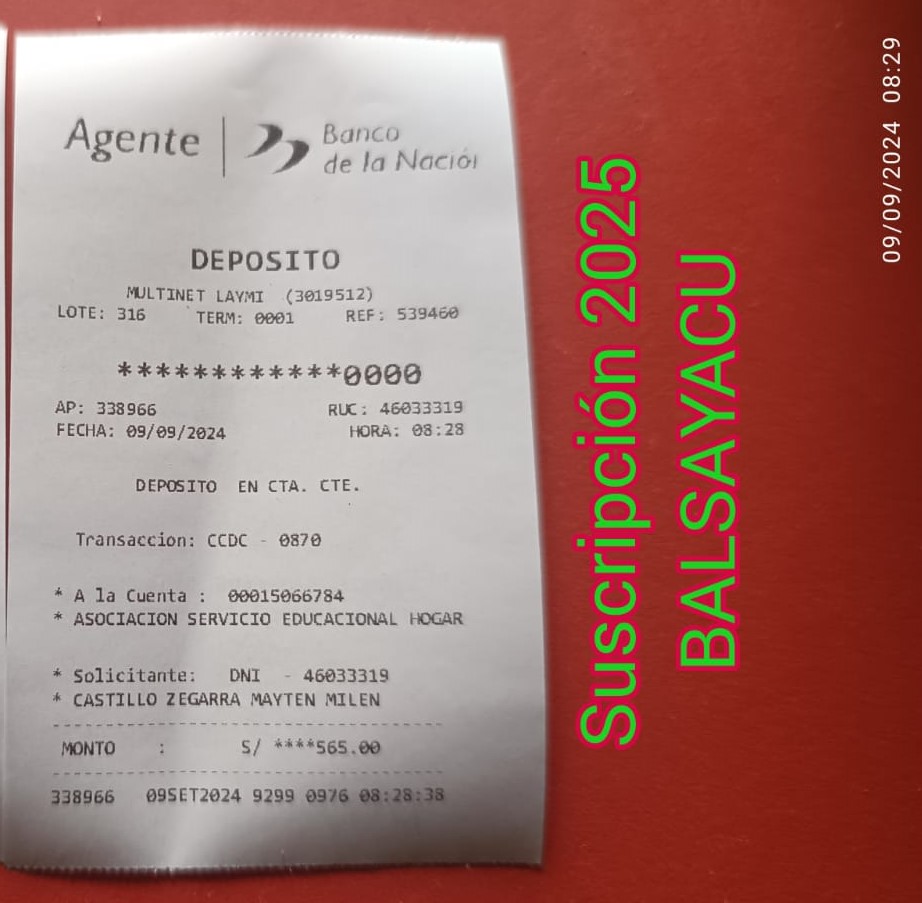 Agente | Banco
de la Nación
DEPOSITO
MULTINET LAYMI (3019512)
LOTE: 316 TERM: 0001 REF: 539460
************0000
AP: 338966 RUC: 46033319
FECHA: 09/09/2024 HORA: 08:28
DEPOSITO EN CTA. CTE.
Transaccion: CCDC - 0870
* A la Cuenta : 00015066784
* ASOCIACION SERVICIO EDUCACIONAL HOGAR
* Solicitante: DNI - 46033319
* CASTILLO ZEGARRA MAYTEN MILEN
MONTO : S/ ****565.00
338966 09SET2024 9299 0976 08:28:38
Suscripción 2025
BALSAYACU
09/09/2024 08:29